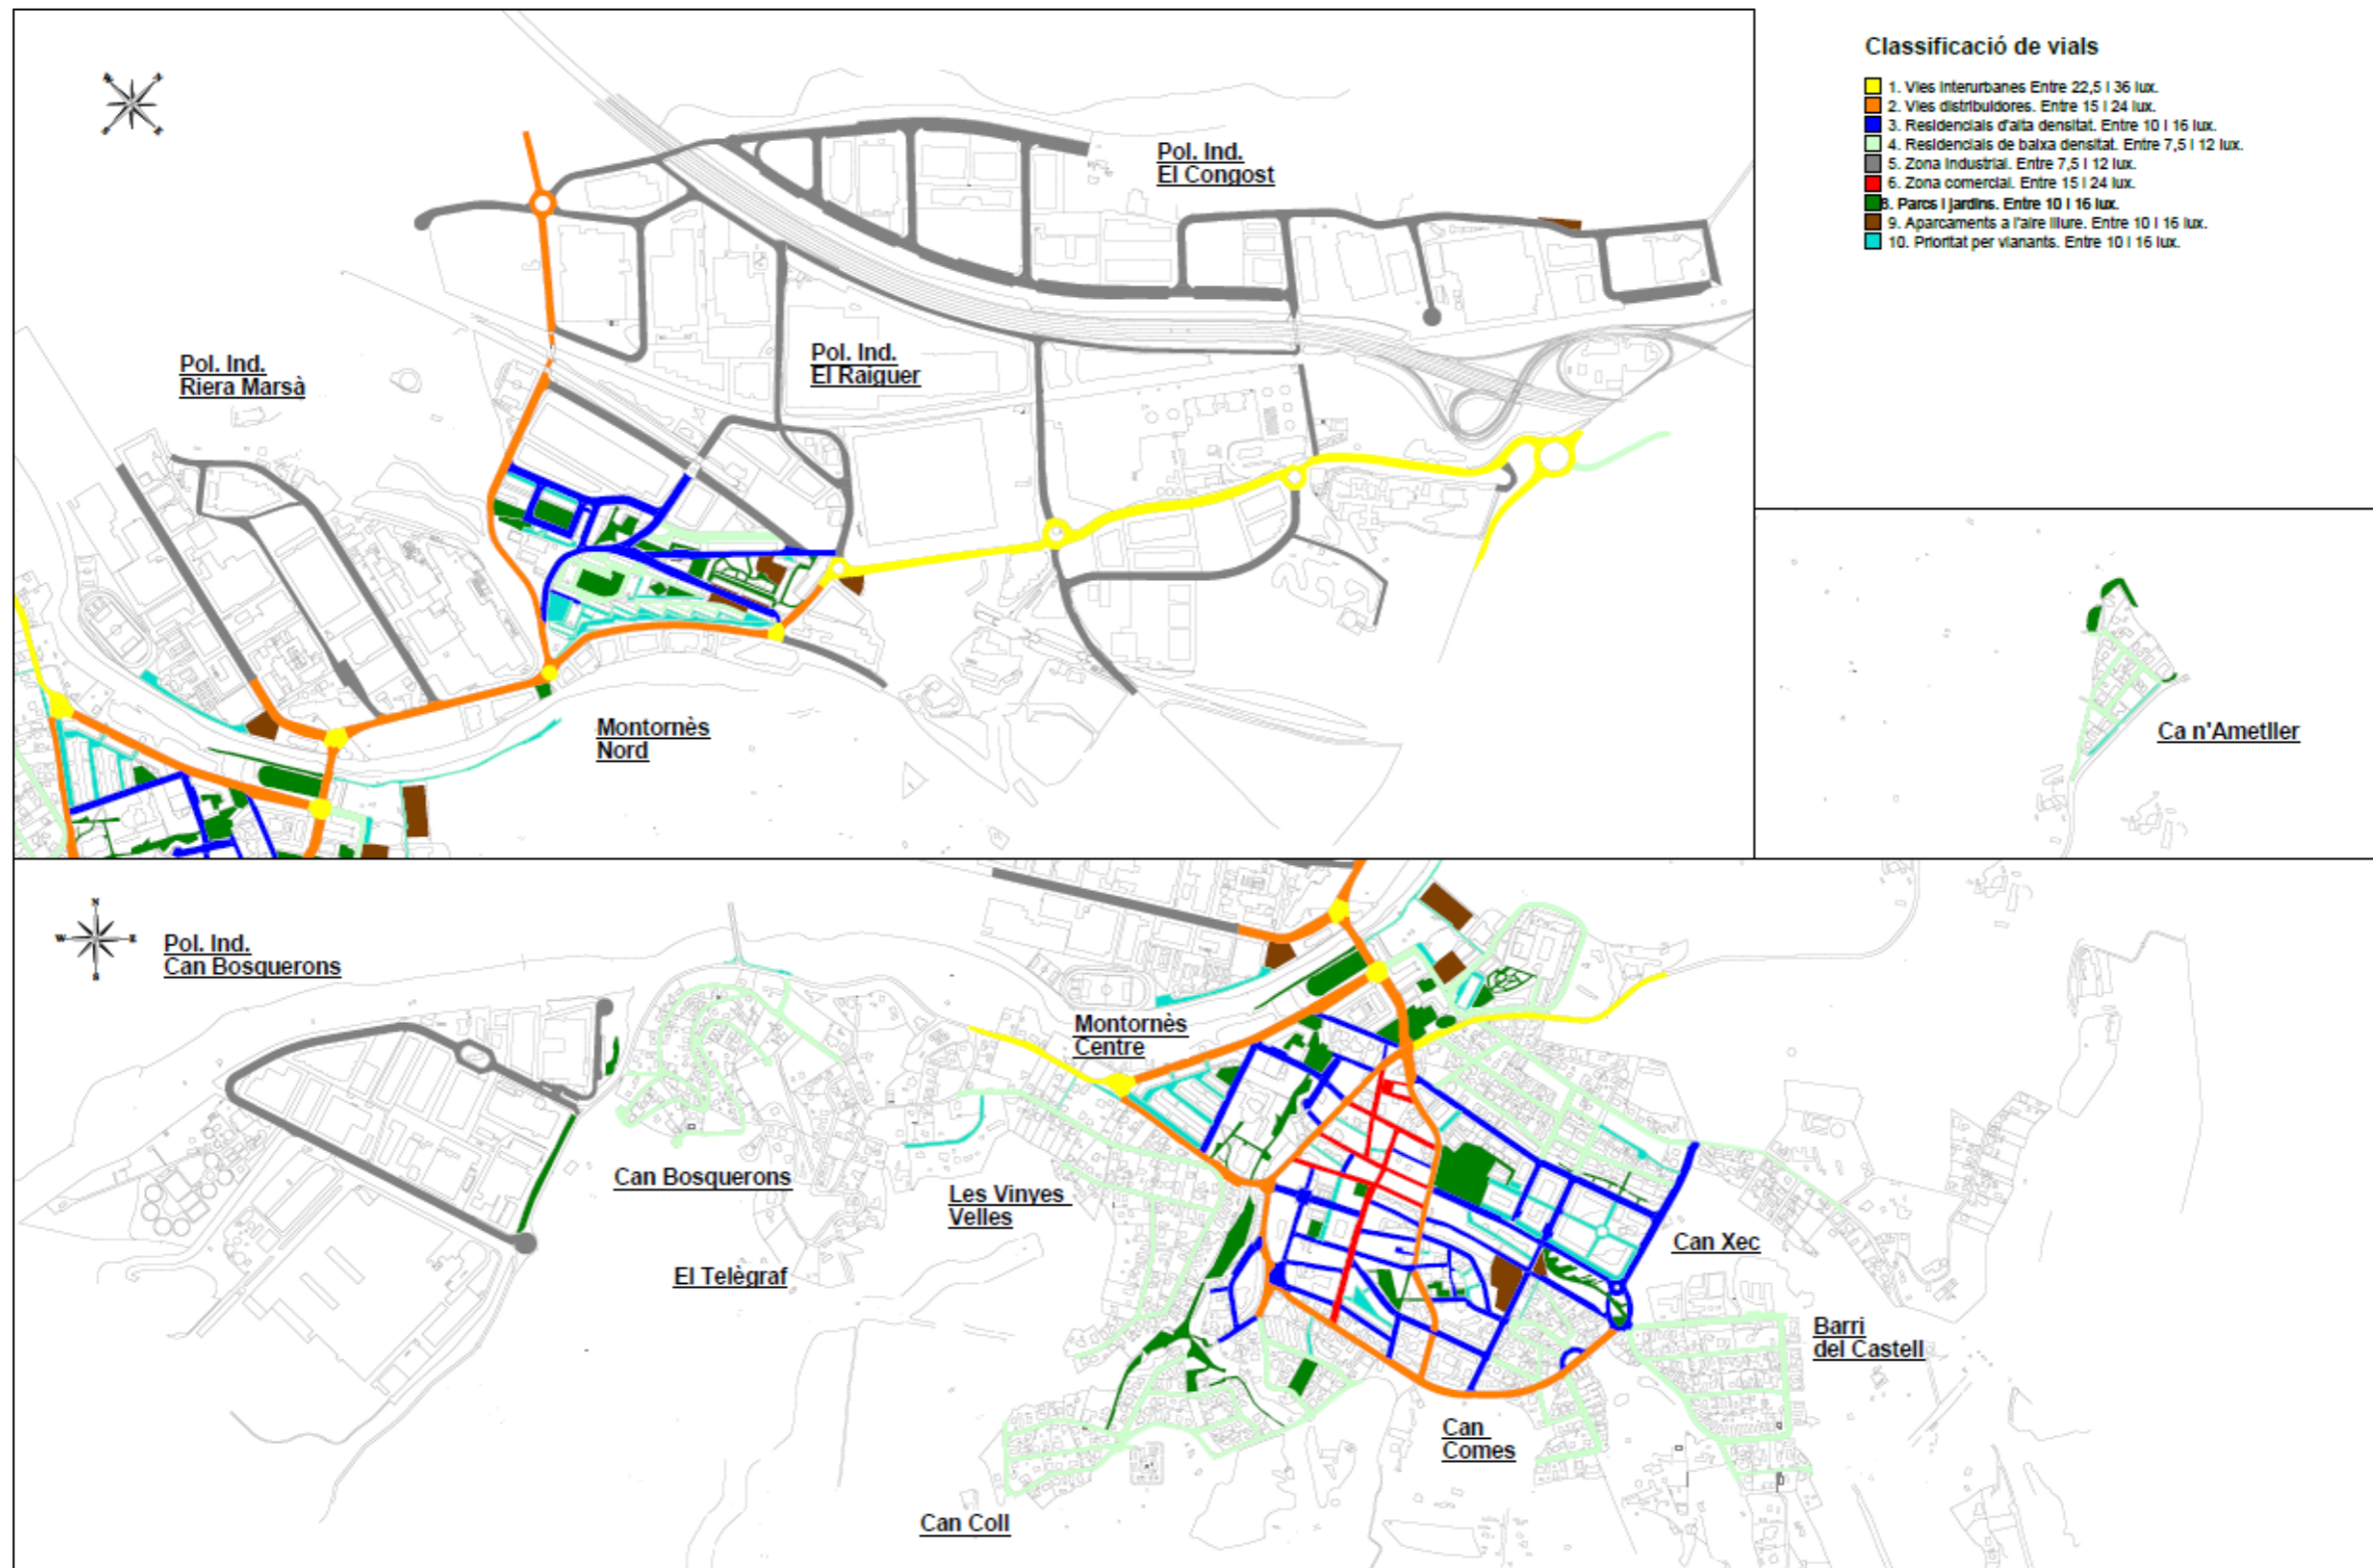 Classificació de vials
1. Vies interurbanes Entre 22,5 i 36 lux.
2. Vies distribuidores. Entre 15 i 24 lux.
3. Residencials d'alta densitat. Entre 10 i 16 lux.
4. Residencials de baixa densitat. Entre 7,5 i 12 lux.
5. Zona industrial. Entre 7,5 i 12 lux.
6. Zona comercial. Entre 15 i 24 lux.
8. Parcs i jardins. Entre 10 i 16 lux.
9. Aparcaments a l'aire lliure. Entre 10 i 16 lux.
10. Prioritat per vianants. Entre 10 i 16 lux.
Pol. Ind.
El Congost
Pol. Ind.
El Raiguer
Pol. Ind.
Riera Marsà
Montornès
Nord
Ca n'Ametller
N
W
E
S
Pol. Ind.
Can Bosquerons
Montornès
Centre
Can Bosquerons
Les Vinyes
Velles
El Telègraf
Can Xec
Barri
del Castell
Can
Comes
Can Coll